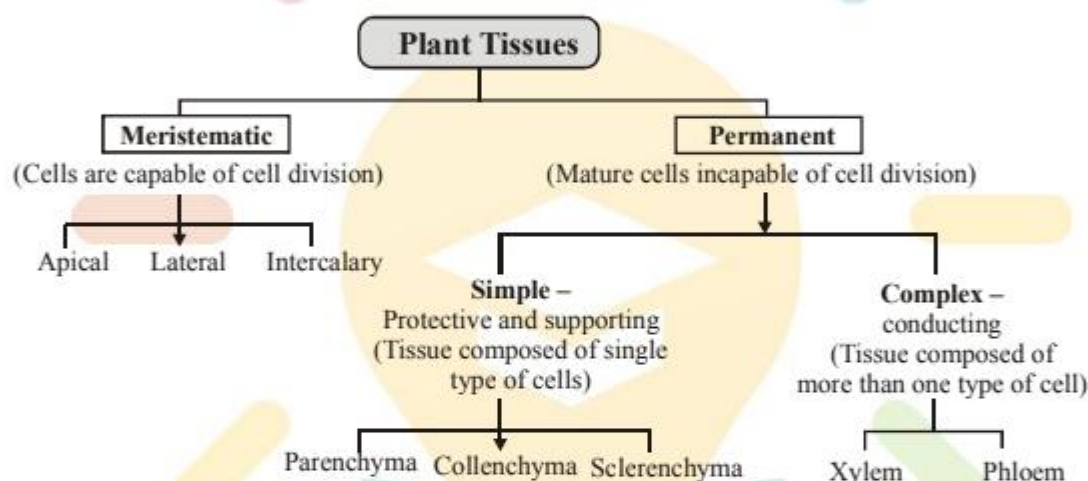 Plant Tissues
Meristematic
(Cells are capable of cell division)
Apical
Lateral
Intercalary
Permanent
(Mature cells incapable of cell division)
Simple –
Protective and supporting
(Tissue composed of single
type of cells)
Parenchyma
Collenchyma
Sclerenchyma
Complex –
conducting
(Tissue composed of
more than one type of cell)
Xylem
Phloem